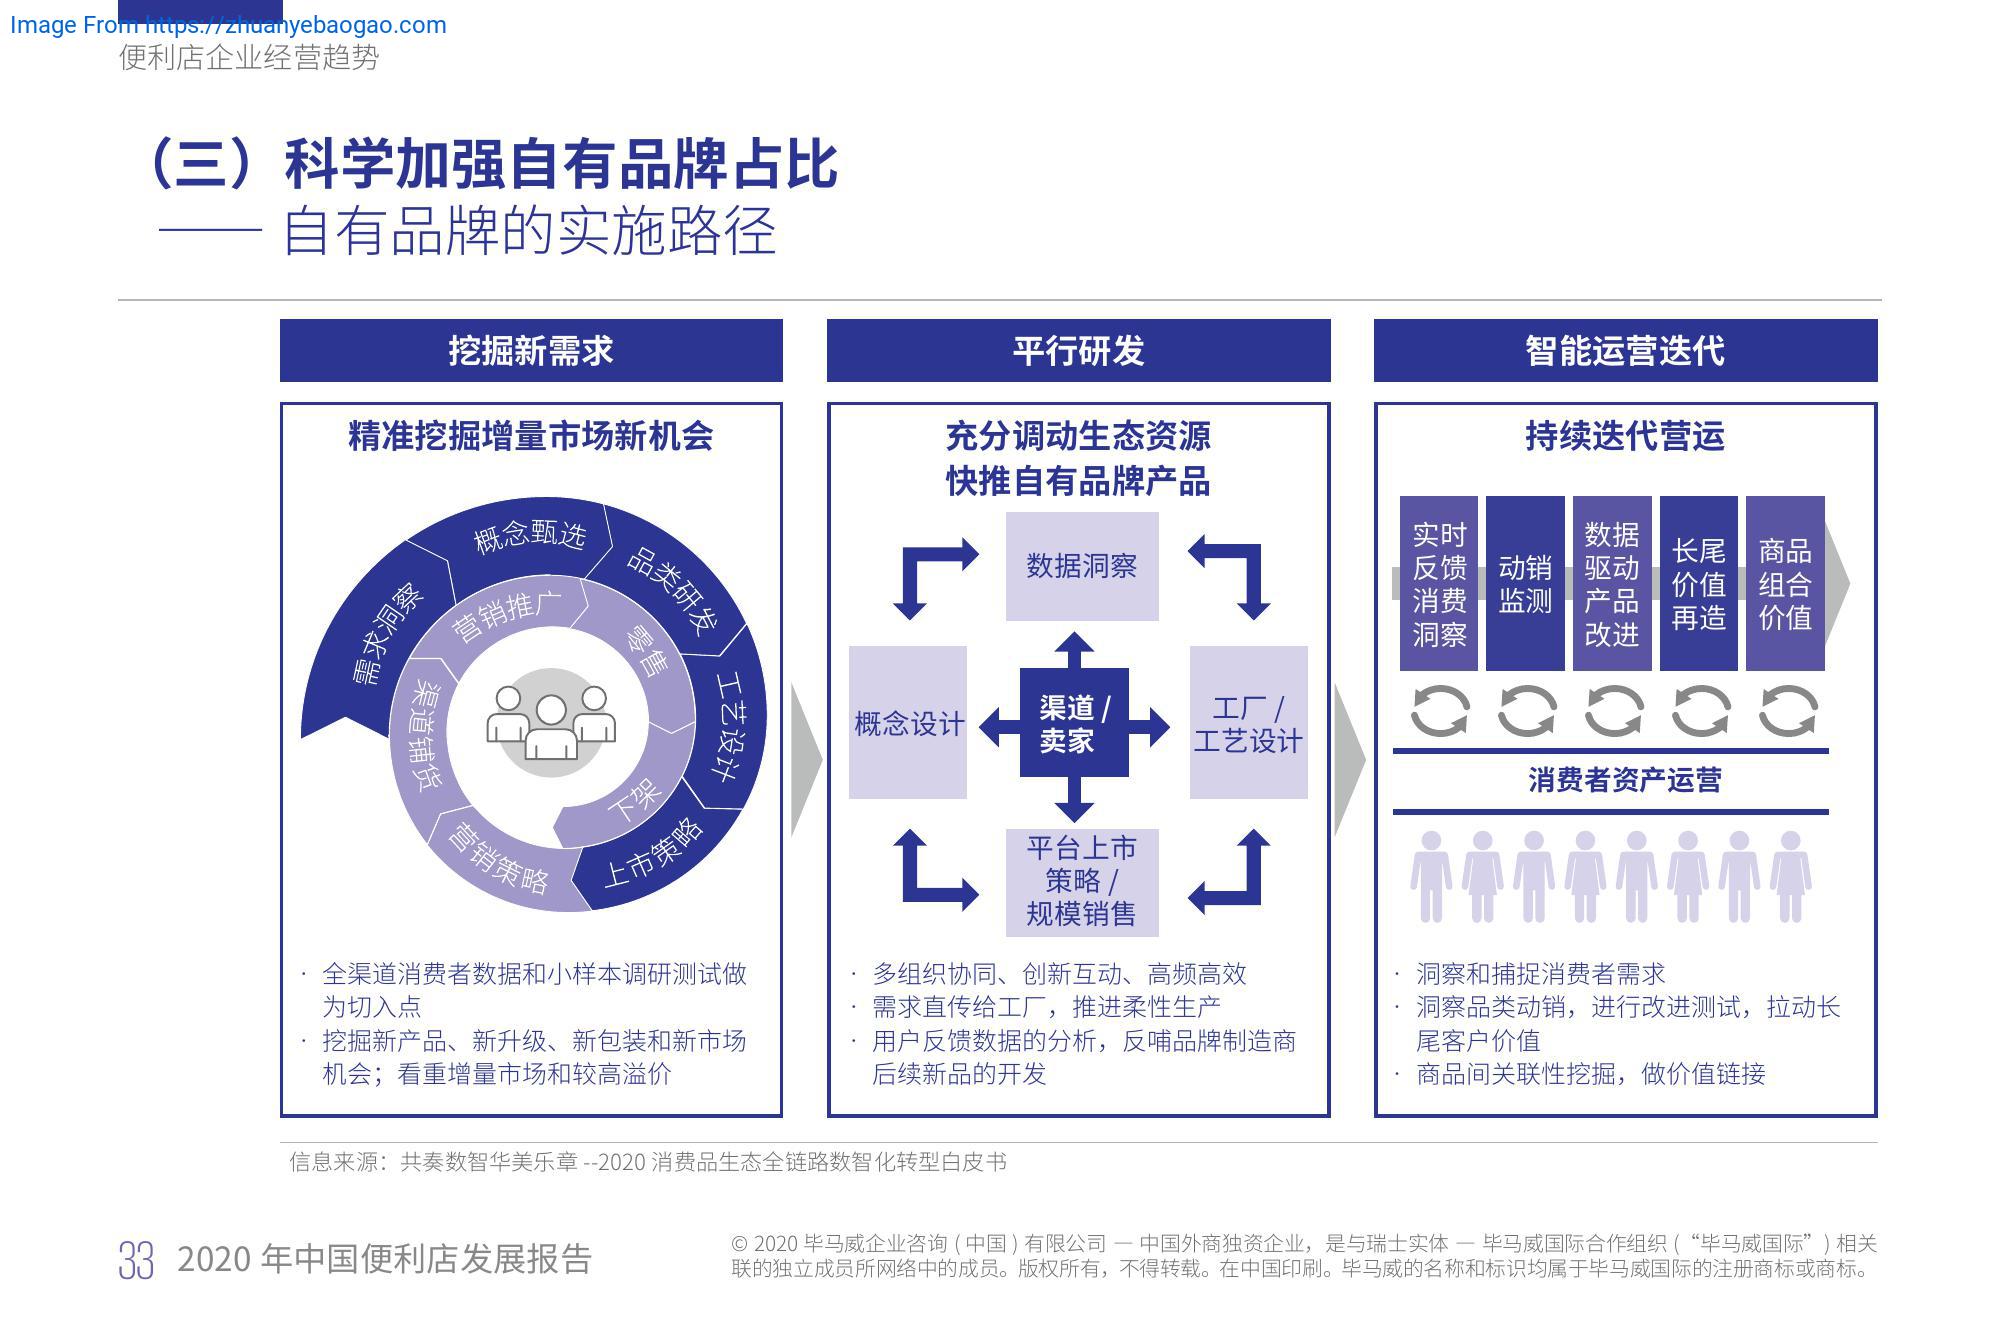 Image From https://zhuanyebaogao.com
便利店企业经营趋势
（三）科学加强自有品牌占比
—— 自有品牌的实施路径
挖掘新需求
精准挖掘增量市场新机会
需求洞察
概念甄选
品类研发
工艺设计
上市策略
营销策略
渠道铺货
营销推广
零售
下架
· 全渠道消费者数据和小样本调研测试做
为切入点
· 挖掘新产品、新升级、新包装和新市场
机会；看重增量市场和较高溢价
平行研发
充分调动生态资源
快推自有品牌产品
数据洞察
概念设计
渠道 /
卖家
工厂 /
工艺设计
平台上市
策略 /
规模销售
· 多组织协同、创新互动、高频高效
· 需求直传给工厂，推进柔性生产
· 用户反馈数据的分析，反哺品牌制造商
后续新品的开发
智能运营迭代
持续迭代营运
实时
反馈
消费
洞察
动销
监测
数据
驱动
产品
改进
长尾
价值
再造
商品
组合
价值
消费者资产运营
· 洞察和捕捉消费者需求
· 洞察品类动销，进行改进测试，拉动长
尾客户价值
· 商品间关联性挖掘，做价值链接
信息来源：共奏数智华美乐章 --2020 消费品生态全链路数智化转型白皮书
33 2020 年中国便利店发展报告
© 2020 毕马威企业咨询 ( 中国 ) 有限公司 — 中国外商独资企业，是与瑞士实体 — 毕马威国际合作组织 (“毕马威国际”) 相关
联的独立成员所网络中的成员。版权所有，不得转载。在中国印刷。毕马威的名称和标识均属于毕马威国际的注册商标或商标。